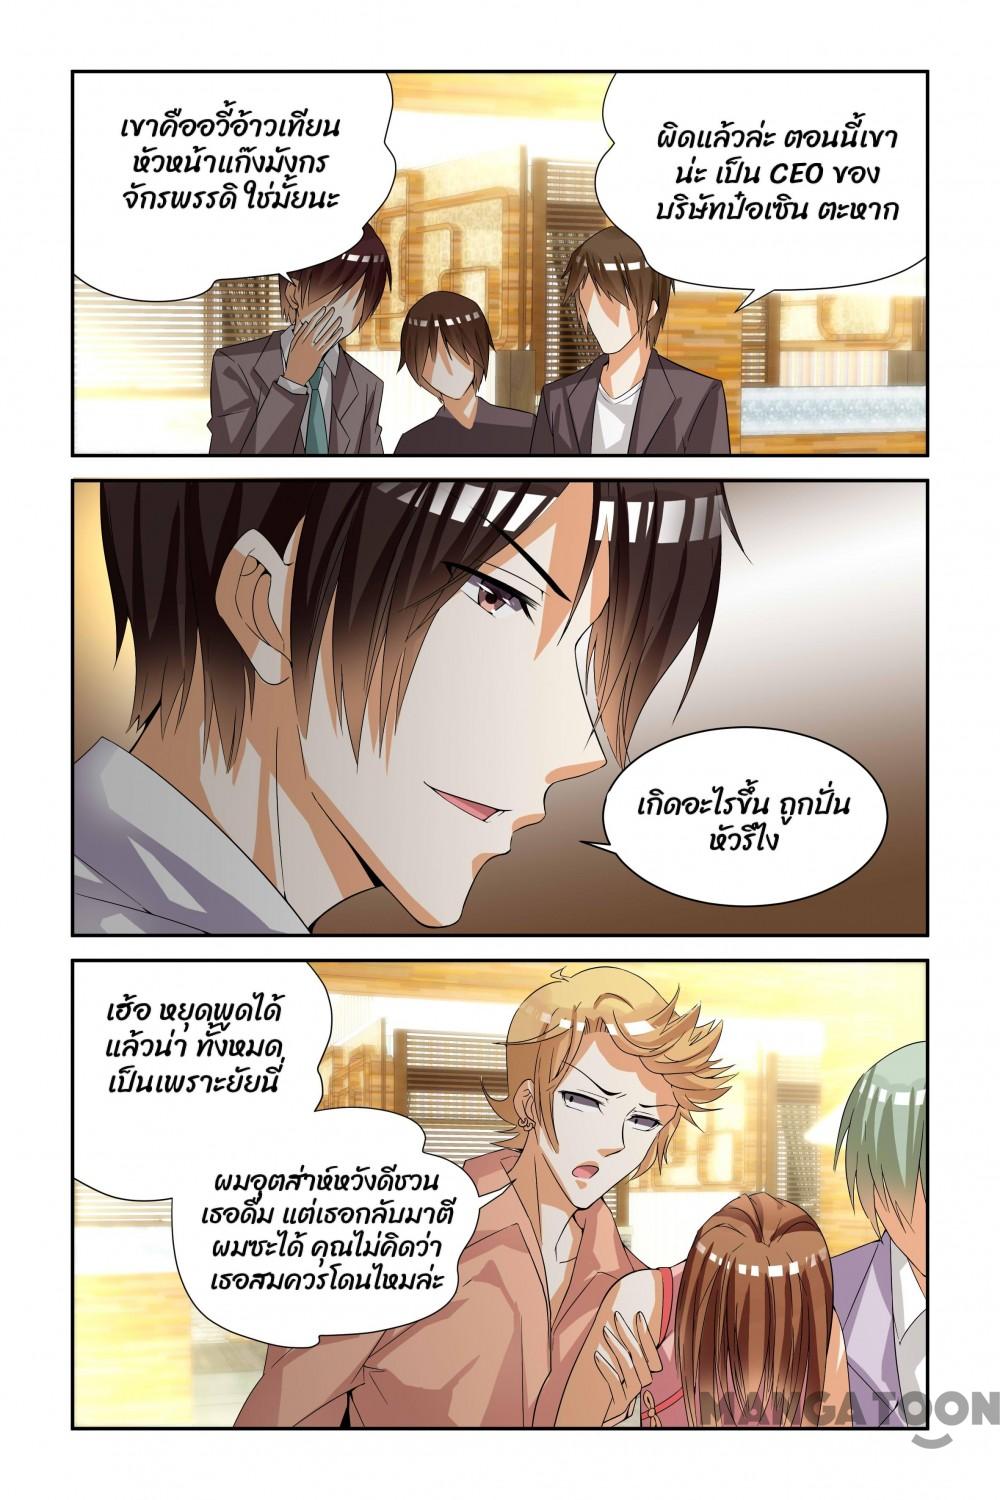 เขาคืออวี้อ้าวเทียน
หัวหน้าแก๊งมังกร
จักรพรรดิ ใช่มั้ยนะ
ผิดแล้วล่ะ ตอนนี้เขา
น่ะ เป็น CEO ของ
บริษัทป๋อเซิน ตะหาก
เกิดอะไรขึ้น ถูกปั่น
หัวรึไง
เฮ้อ หยุดพูดได้
แล้วน่า ทั้งหมด
เป็นเพราะยัยนี่
ผมอุตส่าห์หวังดีชวน
เธอดื่ม แต่เธอกลับมาตี
ผมซะได้ คุณไม่คิดว่า
เธอสมควรโดนไหมล่ะ
MANGATOON